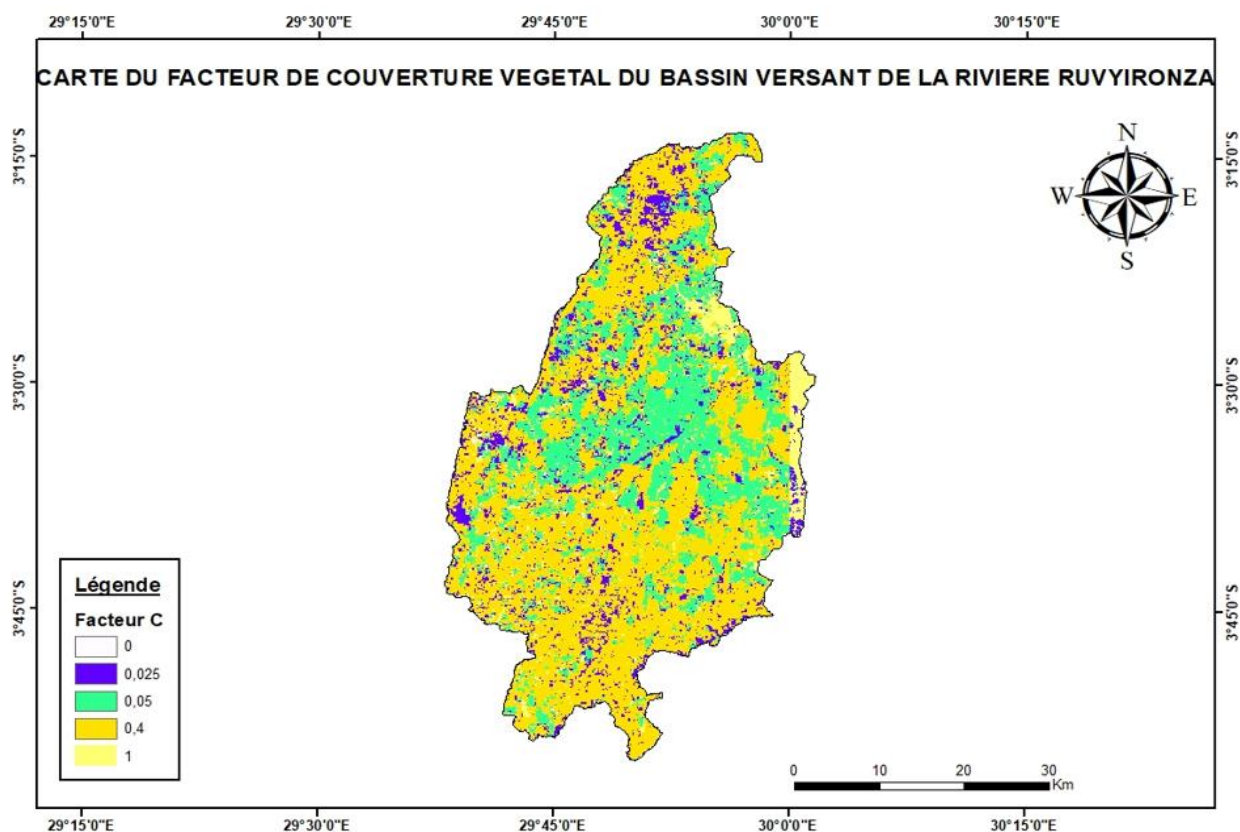 29°15'0"E 29°30'0"E 29°45'0"E 30°0'0"E 30°15'0"E
CARTE DU FACTEUR DE COUVERTURE VEGETAL DU BASSIN VERSANT DE LA RIVIERE RUVYIRONZA
N
W E
S
3°15'0"S 3°15'0"S
3°30'0"S 3°30'0"S
3°45'0"S 3°45'0"S
Légende
Facteur C
0
0,025
0,05
0,4
1
0 10 20 30
Km
29°15'0"E 29°30'0"E 29°45'0"E 30°0'0"E 30°15'0"E